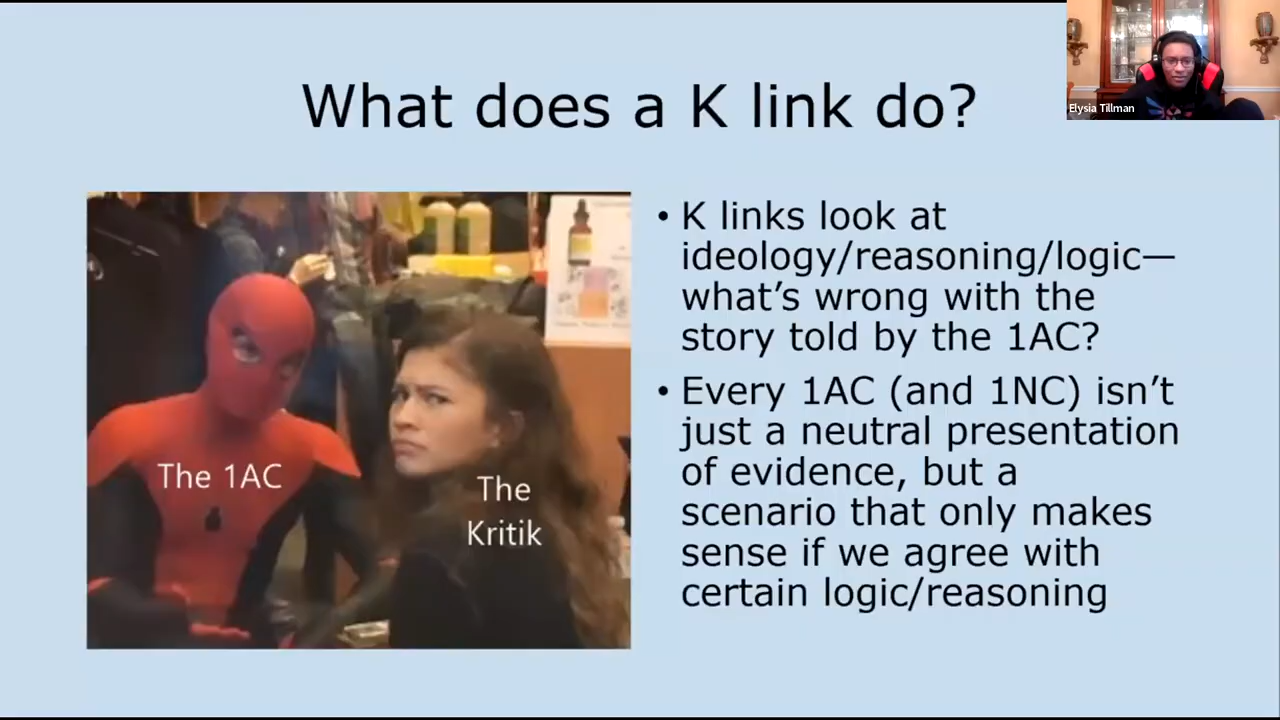 What does a K link do?
Elysia Tillman
The 1AC
The
Kritik
• K links look at
ideology/reasoning/logic—
what’s wrong with the
story told by the 1AC?
• Every 1AC (and 1NC) isn’t
just a neutral presentation
of evidence, but a
scenario that only makes
sense if we agree with
certain logic/reasoning